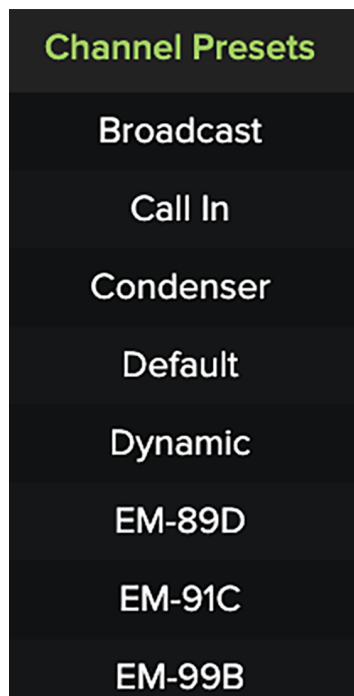 Channel Presets
Broadcast
Call In
Condenser
Default
Dynamic
EM-89D
EM-91C
EM-99B